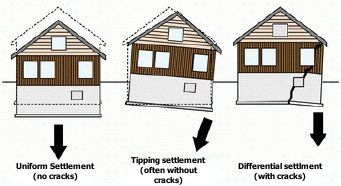 Uniform Settlement
(no cracks)
Tipping settlement
(often without
cracks)
Differential settlment
(with cracks)